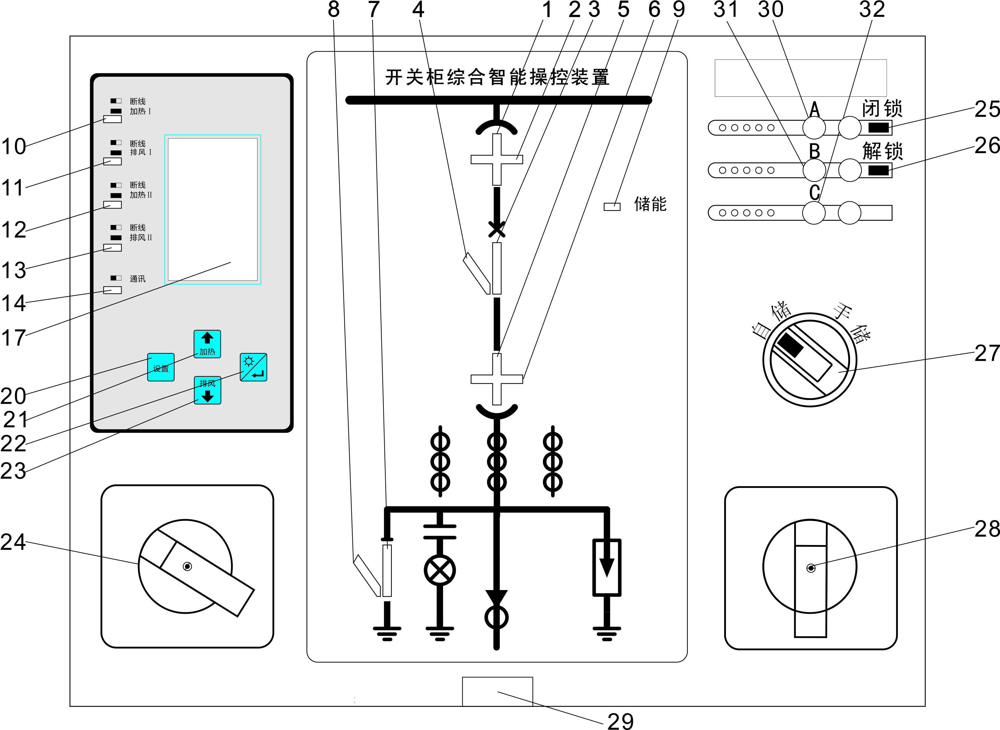 8 7 4 1 2 3 5 6 9 31 30 32
开关柜综合智能操控装置
断线
加热 I
10
断线
排风 I
11
断线
加热 II
12
断线
排风 II
13
通讯
14
17
加热
设置
排风
20
21
22
23
24
储能
A 闭锁
25
B 解锁
26
C
自储 手储
27
28
29